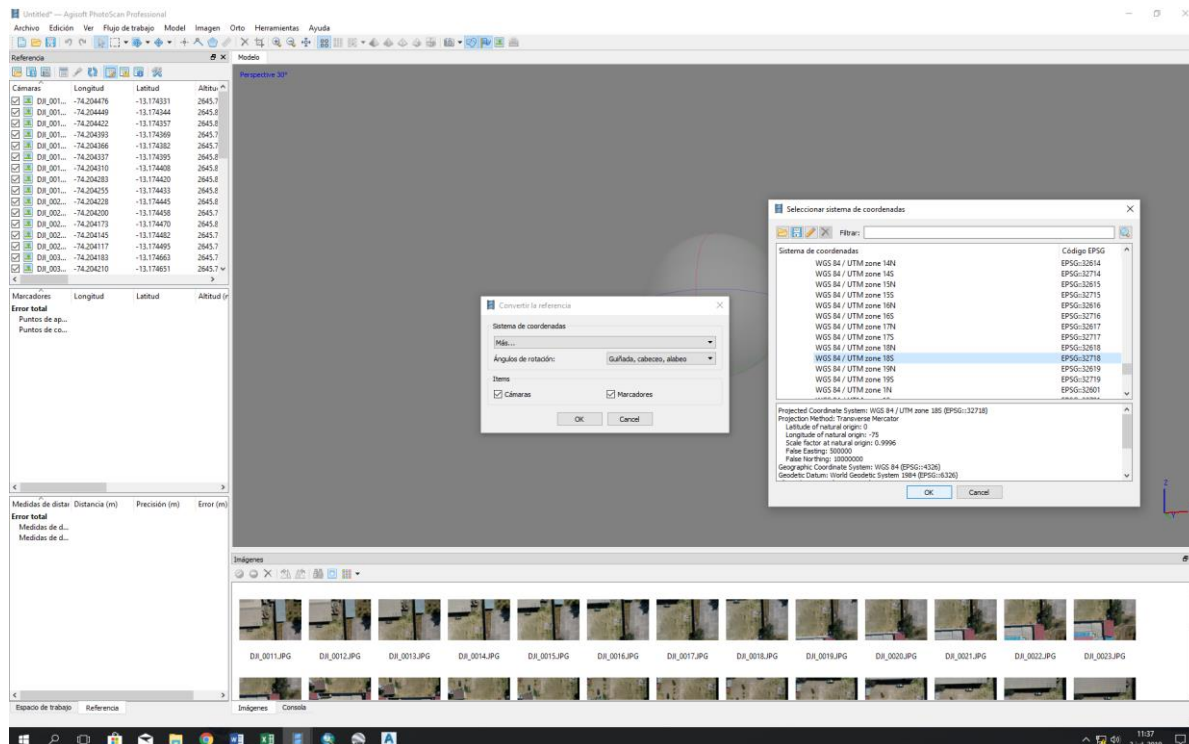 Untitled* — Agisoft PhotoScan Professional
Archivo Edición Ver Flujo de trabajo Model Imagen Orto Herramientas Ayuda
Referencia
Cámaras Longitud Latitud Altitu
DJI_001... -74.204476 -13.174331 2645.7
DJI_001... -74.204449 -13.174344 2645.8
DJI_001... -74.204422 -13.174357 2645.8
DJI_001... -74.204393 -13.174369 2645.7
DJI_001... -74.204366 -13.174382 2645.7
DJI_001... -74.204337 -13.174395 2645.8
DJI_001... -74.204310 -13.174408 2645.8
DJI_001... -74.204283 -13.174420 2645.8
DJI_001... -74.204255 -13.174433 2645.8
DJI_002... -74.204228 -13.174445 2645.8
DJI_002... -74.204200 -13.174458 2645.7
DJI_002... -74.204173 -13.174470 2645.8
DJI_002... -74.204145 -13.174482 2645.7
DJI_002... -74.204117 -13.174495 2645.7
DJI_003... -74.204183 -13.174663 2645.7
DJI_003... -74.204210 -13.174651 2645.7
Marcadores Longitud Latitud Altitud (r
Error total
Puntos de ap...
Puntos de co...
Medidas de distar Distancia (m) Precisión (m) Error (m)
Error total
Medidas de d...
Medidas de d...
Espacio de trabajo Referencia
Modelo
Perspective 30°
Convertir la referencia
Sistema de coordenadas
Más...
Ángulos de rotación: Guiñada, cabeceo, alabeo
Items
Cámaras Marcadores
OK Cancel
Seleccionar sistema de coordenadas
Filtrar:
Sistema de coordenadas Código EPSG
WGS 84 / UTM zone 14N EPSG::32614
WGS 84 / UTM zone 14S EPSG::32714
WGS 84 / UTM zone 15N EPSG::32615
WGS 84 / UTM zone 15S EPSG::32715
WGS 84 / UTM zone 16N EPSG::32616
WGS 84 / UTM zone 16S EPSG::32716
WGS 84 / UTM zone 17N EPSG::32617
WGS 84 / UTM zone 17S EPSG::32717
WGS 84 / UTM zone 18N EPSG::32618
WGS 84 / UTM zone 18S EPSG::32718
WGS 84 / UTM zone 19N EPSG::32619
WGS 84 / UTM zone 19S EPSG::32719
WGS 84 / UTM zone 1N EPSG::32601
Projected Coordinate System: WGS 84 / UTM zone 18S (EPSG::32718)
Projection Method: Transverse Mercator
Latitude of natural origin: 0
Longitude of natural origin: -75
Scale factor at natural origin: 0.9996
False Easting: 500000
False Northing: 10000000
Geographic Coordinate System: WGS 84 (EPSG::4326)
Geodetic Datum: World Geodetic System 1984 (EPSG::6326)
OK Cancel
Z
Y
Imágenes
DJI_0011.JPG DJI_0012.JPG DJI_0013.JPG DJI_0014.JPG DJI_0015.JPG DJI_0016.JPG DJI_0017.JPG DJI_0018.JPG DJI_0019.JPG DJI_0020.JPG DJI_0021.JPG DJI_0022.JPG DJI_0023.JPG
Imágenes Consola
11:37